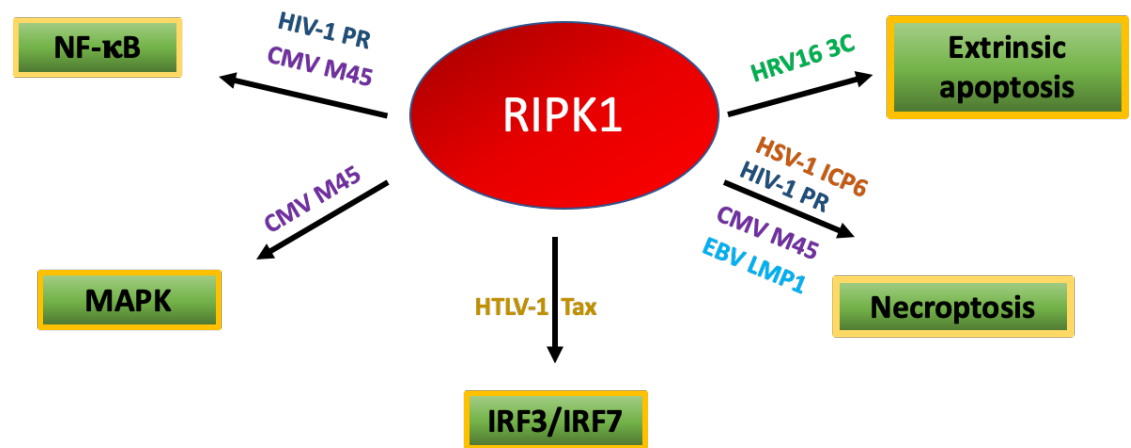 NF-κB
HIV-1 PR
CMV M45
RIPK1
HRV16 3C
Extrinsic
apoptosis
CMV M45
HSV-1 ICP6
HIV-1 PR
CMV M45
EBV LMP1
MAPK
HTLV-1 Tax
Necroptosis
IRF3/IRF7